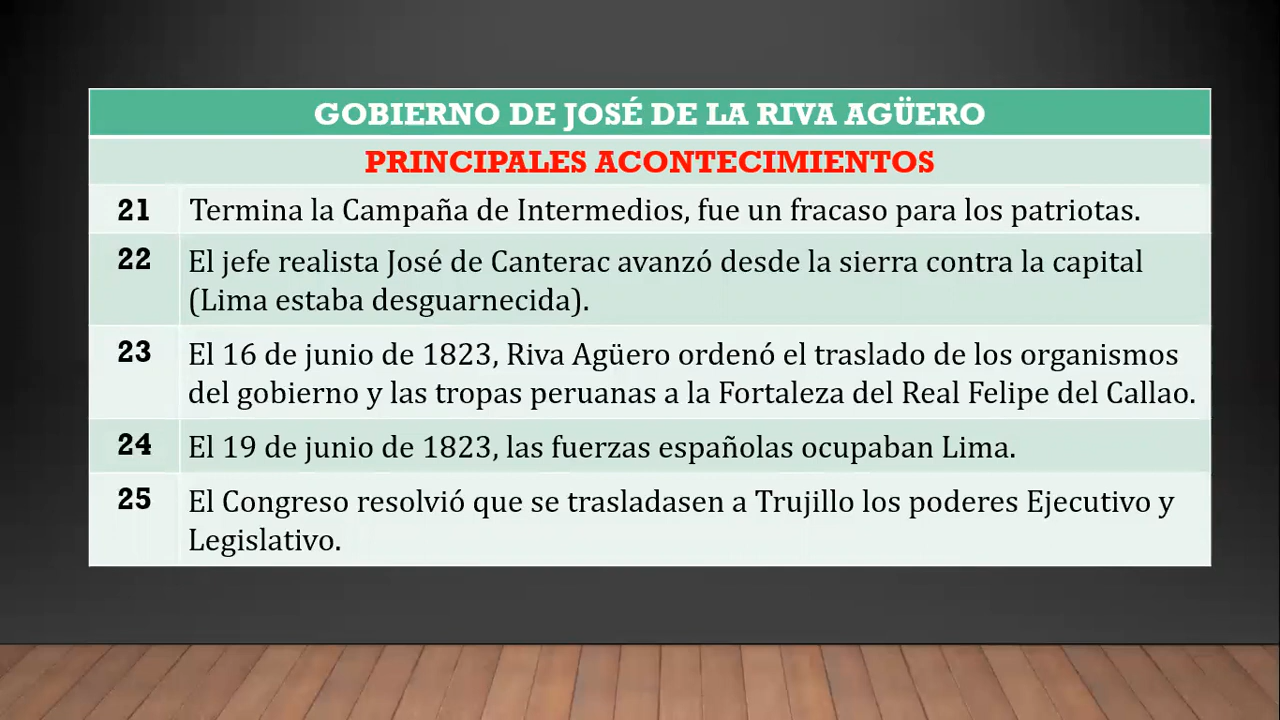 GOBIERNO DE JOSÉ DE LA RIVA AGÜERO
PRINCIPALES ACONTECIMIENTOS
21 Termina la Campaña de Intermedios, fue un fracaso para los patriotas.
22 El jefe realista José de Canterac avanzó desde la sierra contra la capital
(Lima estaba desguarnecida).
23 El 16 de junio de 1823, Riva Agüero ordenó el traslado de los organismos
del gobierno y las tropas peruanas a la Fortaleza del Real Felipe del Callao.
24 El 19 de junio de 1823, las fuerzas españolas ocupaban Lima.
25 El Congreso resolvió que se trasladasen a Trujillo los poderes Ejecutivo y
Legislativo.